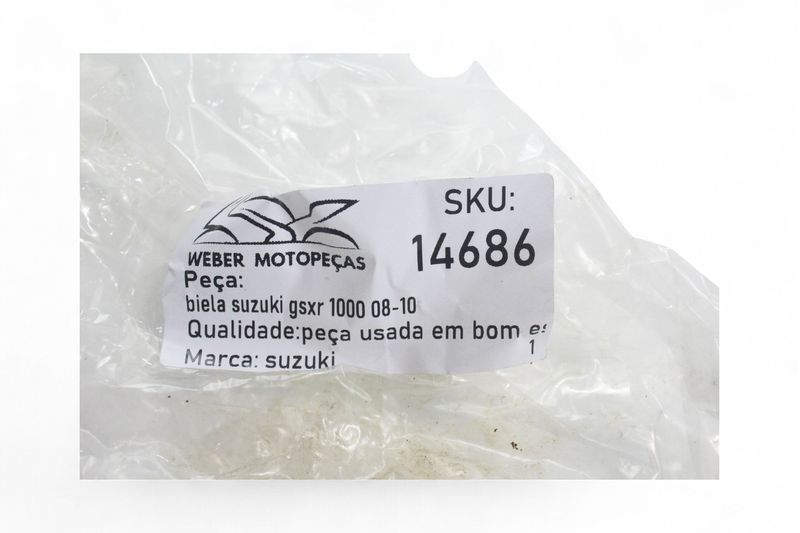 SKU:
14686
WEBER MOTOPEÇAS
Peça:
biela suzuki gsxr 1000 08-10
Qualidade:peça usada em bom es
1
Marca: suzuki